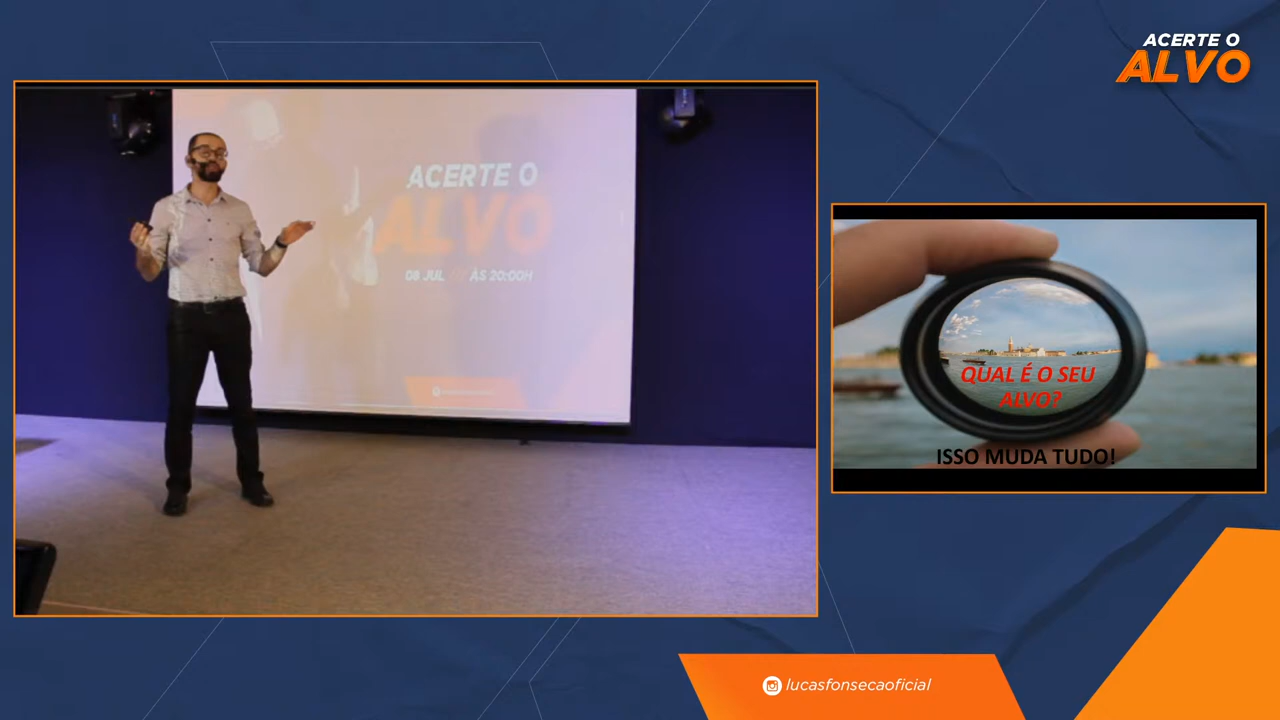 ACERTE O
ALVO
ACERTE O
ALVO
08 JUL
ÀS 20:00H
QUAL É O SEU
ALVO?
ISSO MUDA TUDO!
lucasfonsecaoficial